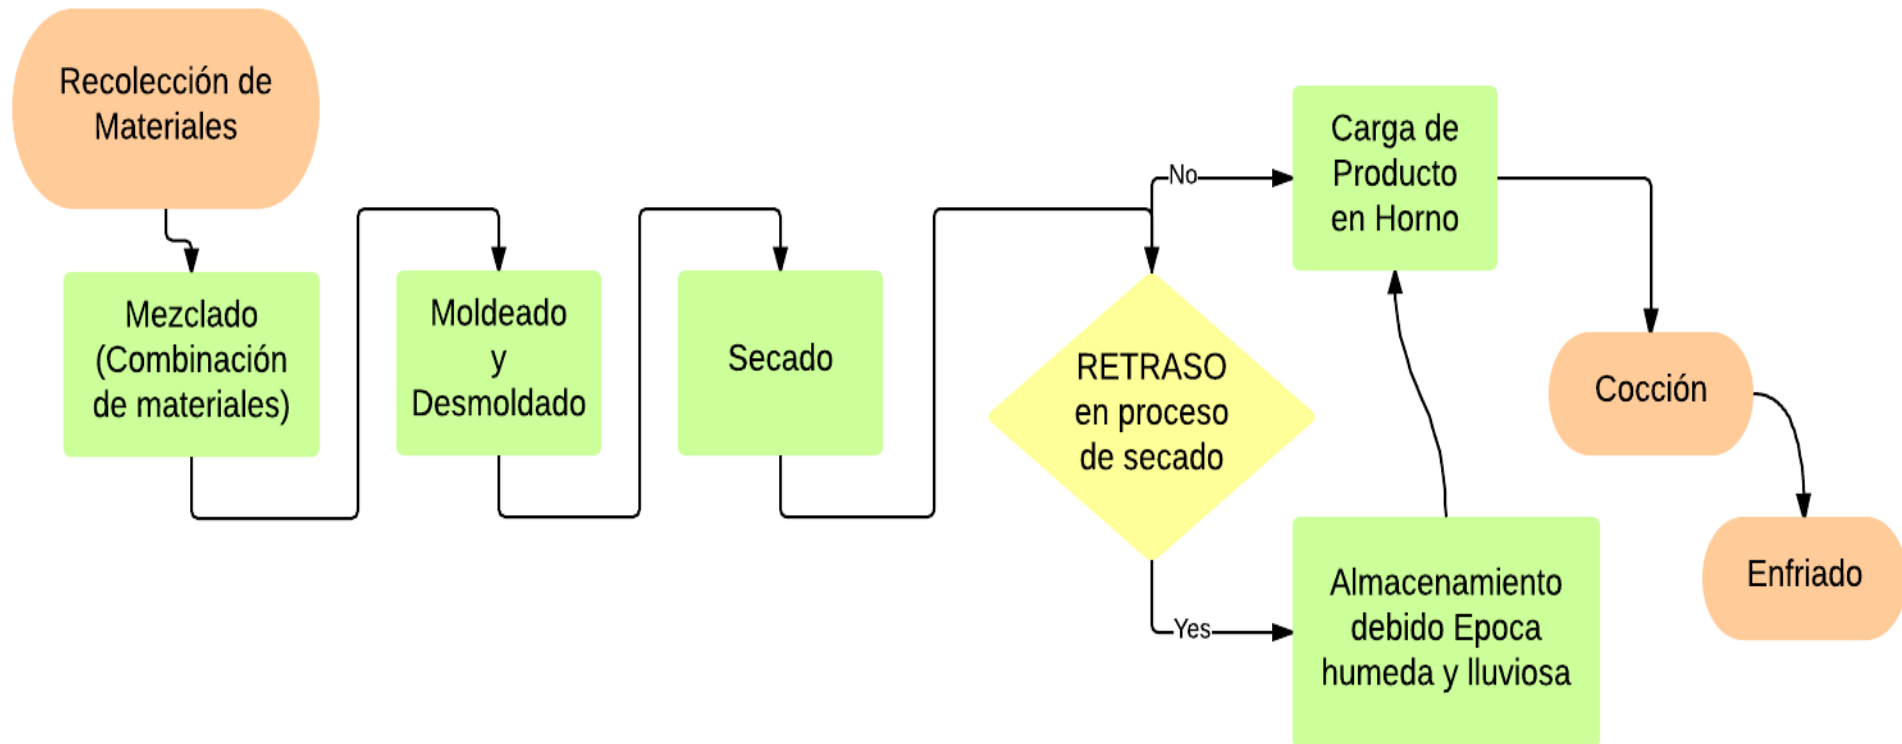 Recolección de
Materiales
Mezclado
(Combinación
de materiales)
Moldeado
y
Desmoldado
Secado
RETRASO
en proceso
de secado
No
Yes
Carga de
Producto
en Horno
Almacenamiento
debido Epoca
humeda y lluviosa
Cocción
Enfriado